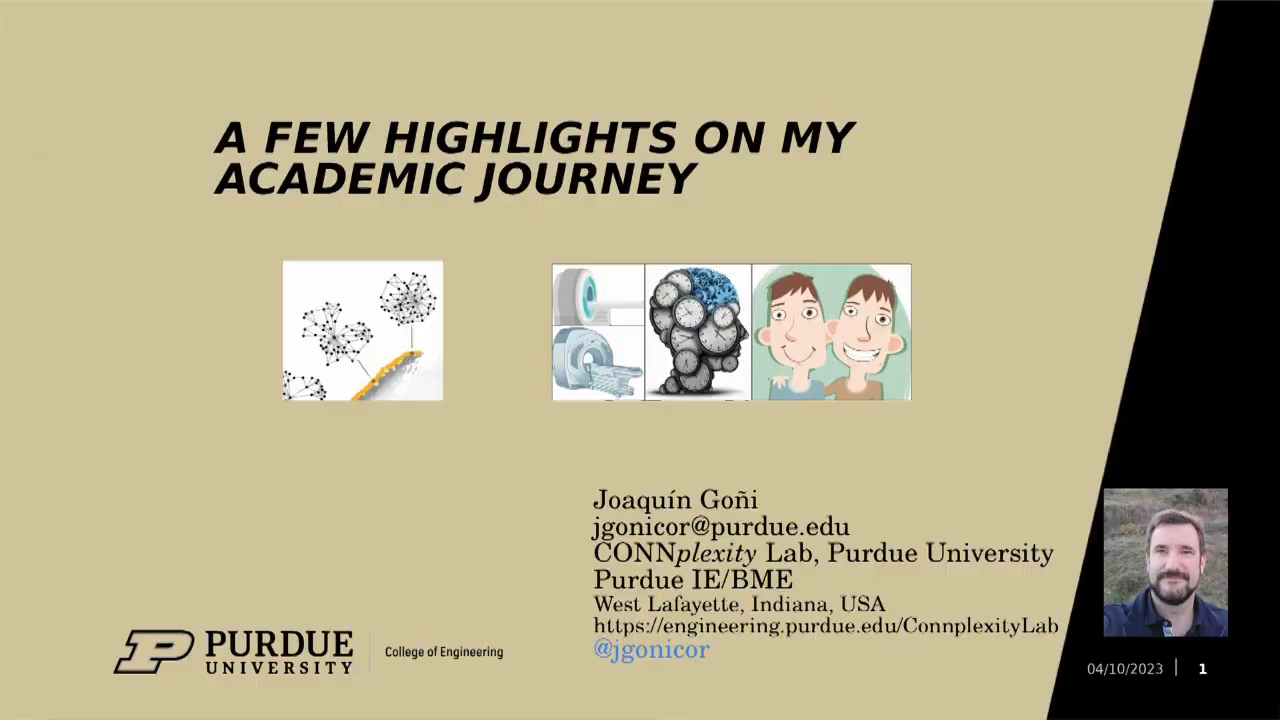 A FEW HIGHLIGHTS ON MY
ACADEMIC JOURNEY
Joaquín Goñi
jgonicor@purdue.edu
CONNplexity Lab, Purdue University
Purdue IE/BME
West Lafayette, Indiana, USA
https://engineering.purdue.edu/ConnplexityLab
@jgonicor
P PURDUE
UNIVERSITY
College of Engineering
04/10/2023 | 1